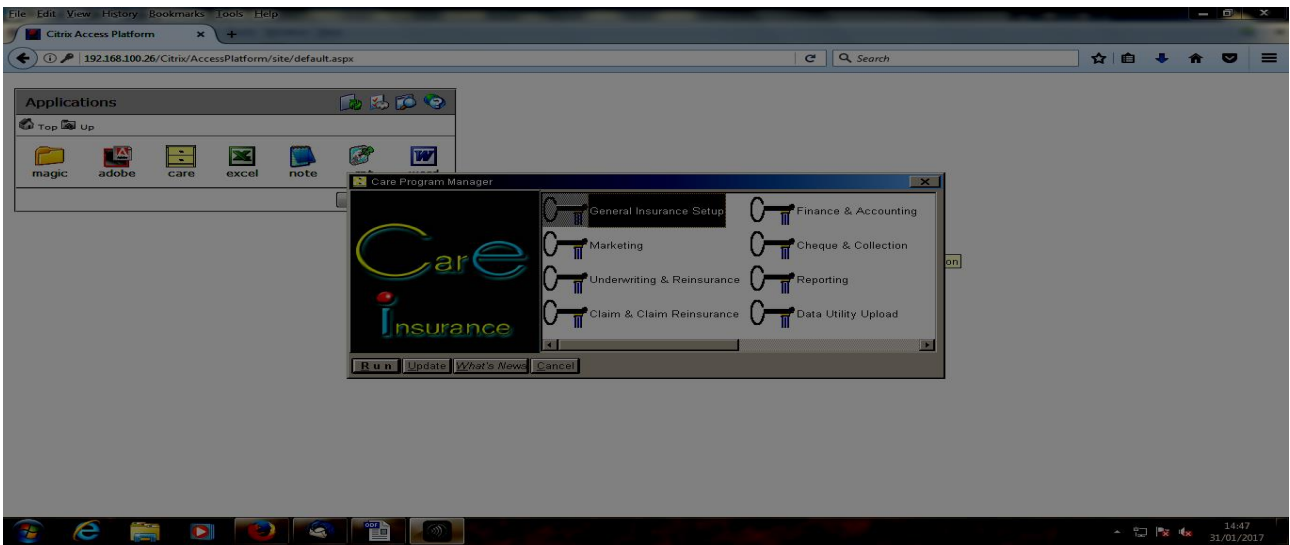 File Edit View History Bookmarks Tools Help
Citrix Access Platform
192.168.100.26/Citrix/AccessPlatform/site/default.aspx
Search
Applications
Top Up
magic adobe care excel note
Care Program Manager
Care
Insurance
General Insurance Setup
Finance & Accounting
Marketing
Cheque & Collection
Underwriting & Reinsurance
Reporting
Claim & Claim Reinsurance
Data Utility Upload
on
Run Update What's News Cancel
ODF
14:47
31/01/2017